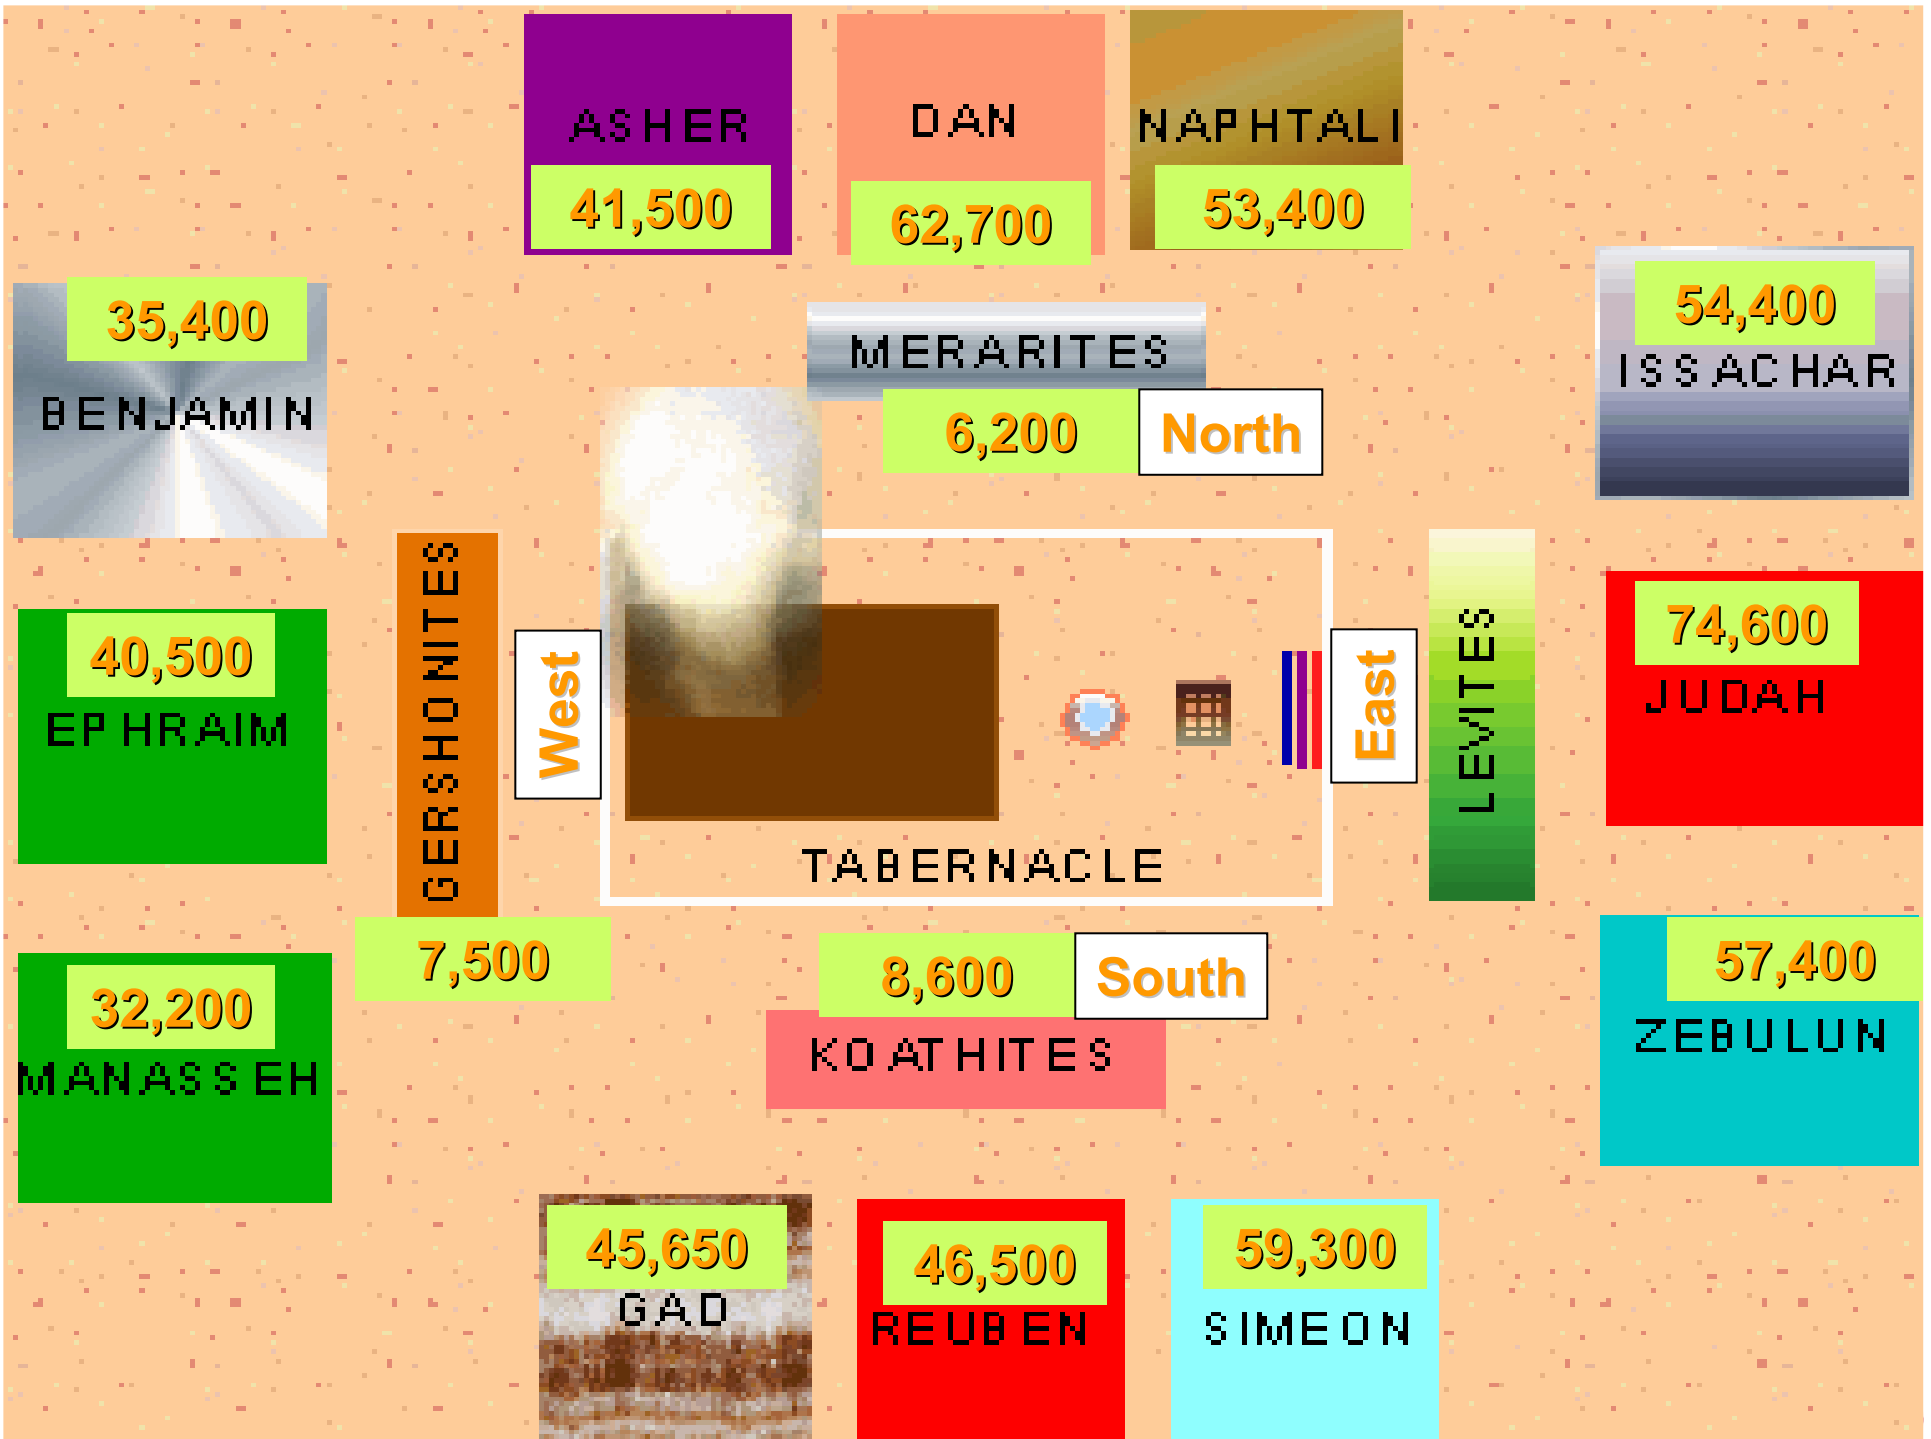 ASHER
41,500
DAN
62,700
NAPHTALI
53,400
35,400
BENJAMIN
MERARITES
6,200
North
54,400
ISSACHAR
40,500
EPHRAIM
GERSHONITES
7,500
West
TABERNACLE
East
LEVITES
74,600
JUDAH
32,200
MANASSEH
8,600
South
KOATHITES
57,400
ZEBULUN
45,650
GAD
46,500
REUBEN
59,300
SIMEON